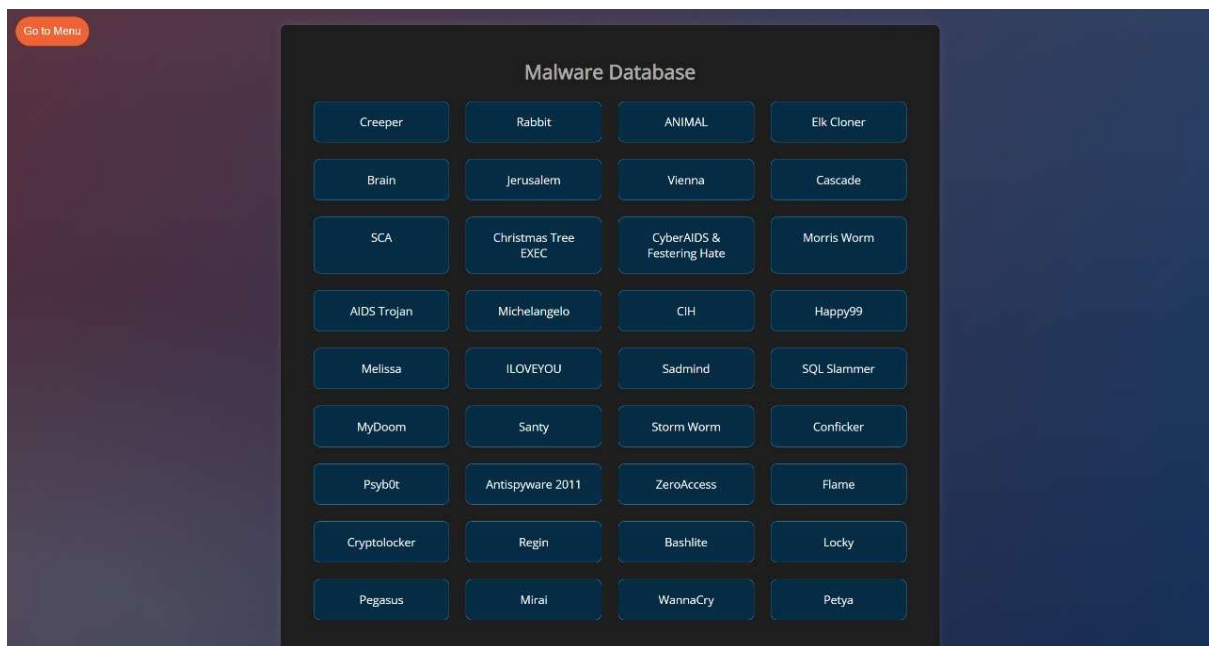 Go to Menu
Malware Database
Creeper
Rabbit
ANIMAL
Elk Cloner
Brain
Jerusalem
Vienna
Cascade
SCA
Christmas Tree
EXEC
CyberAIDS &
Festering Hate
Morris Worm
AIDS Trojan
Michelangelo
CIH
Happy99
Melissa
ILOVEYOU
Sadmind
SQL Slammer
MyDoom
Santy
Storm Worm
Conficker
Psyb0t
Antispyware 2011
ZeroAccess
Flame
Cryptolocker
Regin
Bashlite
Locky
Pegasus
Mirai
WannaCry
Petya